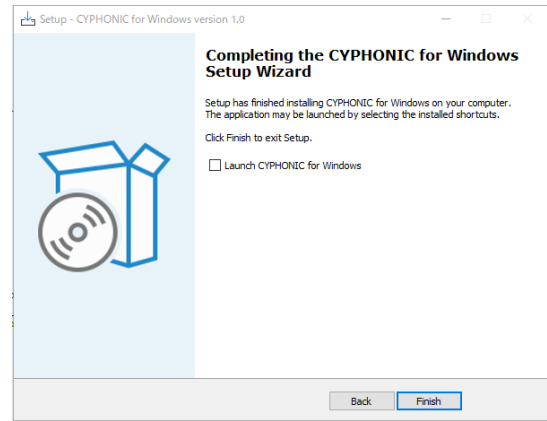 Setup - CYPHONIC for Windows version 1.0
Completing the CYPHONIC for Windows
Setup Wizard
Setup has finished installing CYPHONIC for Windows on your computer.
The application may be launched by selecting the installed shortcuts.
Click Finish to exit Setup.
Launch CYPHONIC for Windows
Back
Finish